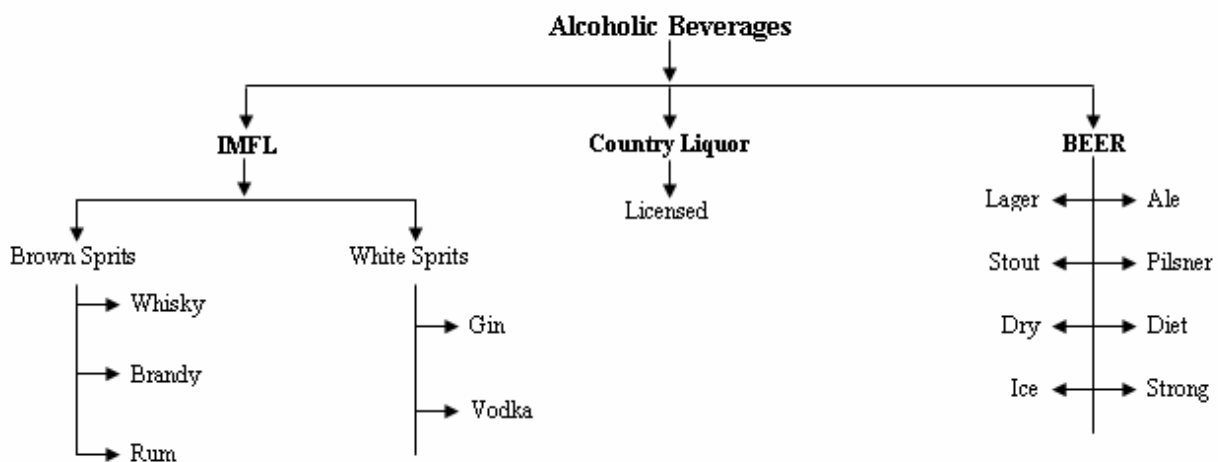 Alcoholic Beverages
IMFL
Country Liquor
BEER
Licensed
Brown Sprits
White Sprits
Whisky
Brandy
Rum
Gin
Vodka
Lager
Ale
Stout
Pilsner
Dry
Diet
Ice
Strong